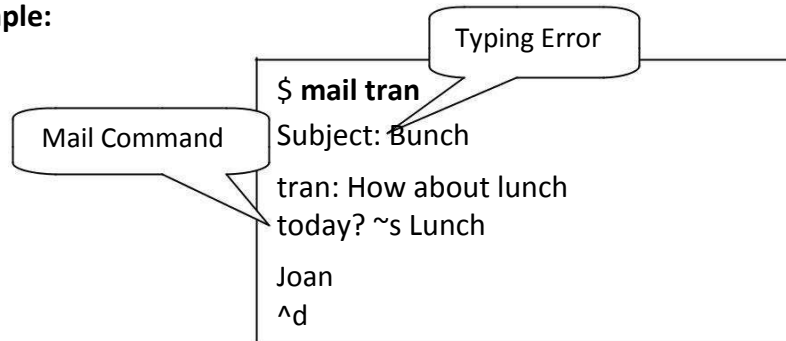 ple:
Typing Error
$ mail tran
Mail Command
Subject: Bunch
tran: How about lunch
today? ~s Lunch
Joan
^d